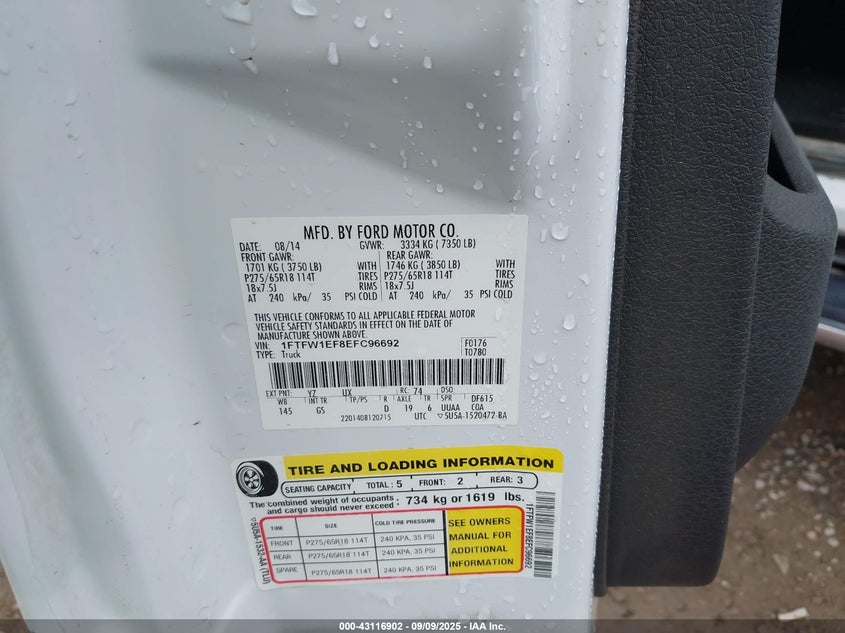 MFD. BY FORD MOTOR CO.
DATE: 08/14 GVWR: 3334 KG ( 7350 LB)
FRONT GAWR: REAR GAWR:
1701 KG ( 3750 LB) WITH 1746 KG ( 3850 LB) WITH
P275/65R18 114T TIRES P275/65R18 114T TIRES
18x7.5J RIMS 18x7.5J RIMS
AT 240 kPa/ 35 PSI COLD AT 240 kPa/ 35 PSI COLD
THIS VEHICLE CONFORMS TO ALL APPLICABLE FEDERAL MOTOR
VEHICLE SAFETY STANDARDS IN EFFECT ON THE DATE OF
MANUFACTURE SHOWN ABOVE.
VIN: 1FTFW1EF8EFC96692 F0176
TYPE: Truck T0780
EXT PNT: YZ UX RC: 74 DSO:
WB INT TR TP/PS R AXLE TR SPR DF615
145 GS D 19 6 UUAA COA
2201408120715 UTC ▽5U5A-1520472-BA
TIRE AND LOADING INFORMATION
SEATING CAPACITY TOTAL: 5 FRONT: 2 REAR: 3
The combined weight of occupants and cargo should never exceed: 734 kg or 1619 lbs.
TIRE SIZE COLD TIRE PRESSURE
FRONT P275/65R18 114T 240 KPA, 35 PSI
REAR P275/65R18 114T 240 KPA, 35 PSI
SPARE P275/65R18 114T 240 KPA, 35 PSI
SEE OWNERS
MANUAL FOR
ADDITIONAL
INFORMATION
▽5U5A-1532-AA (TLU)
1FTFW1EF8EFC96692
000-43116902 - 09/09/2025 - IAA Inc.